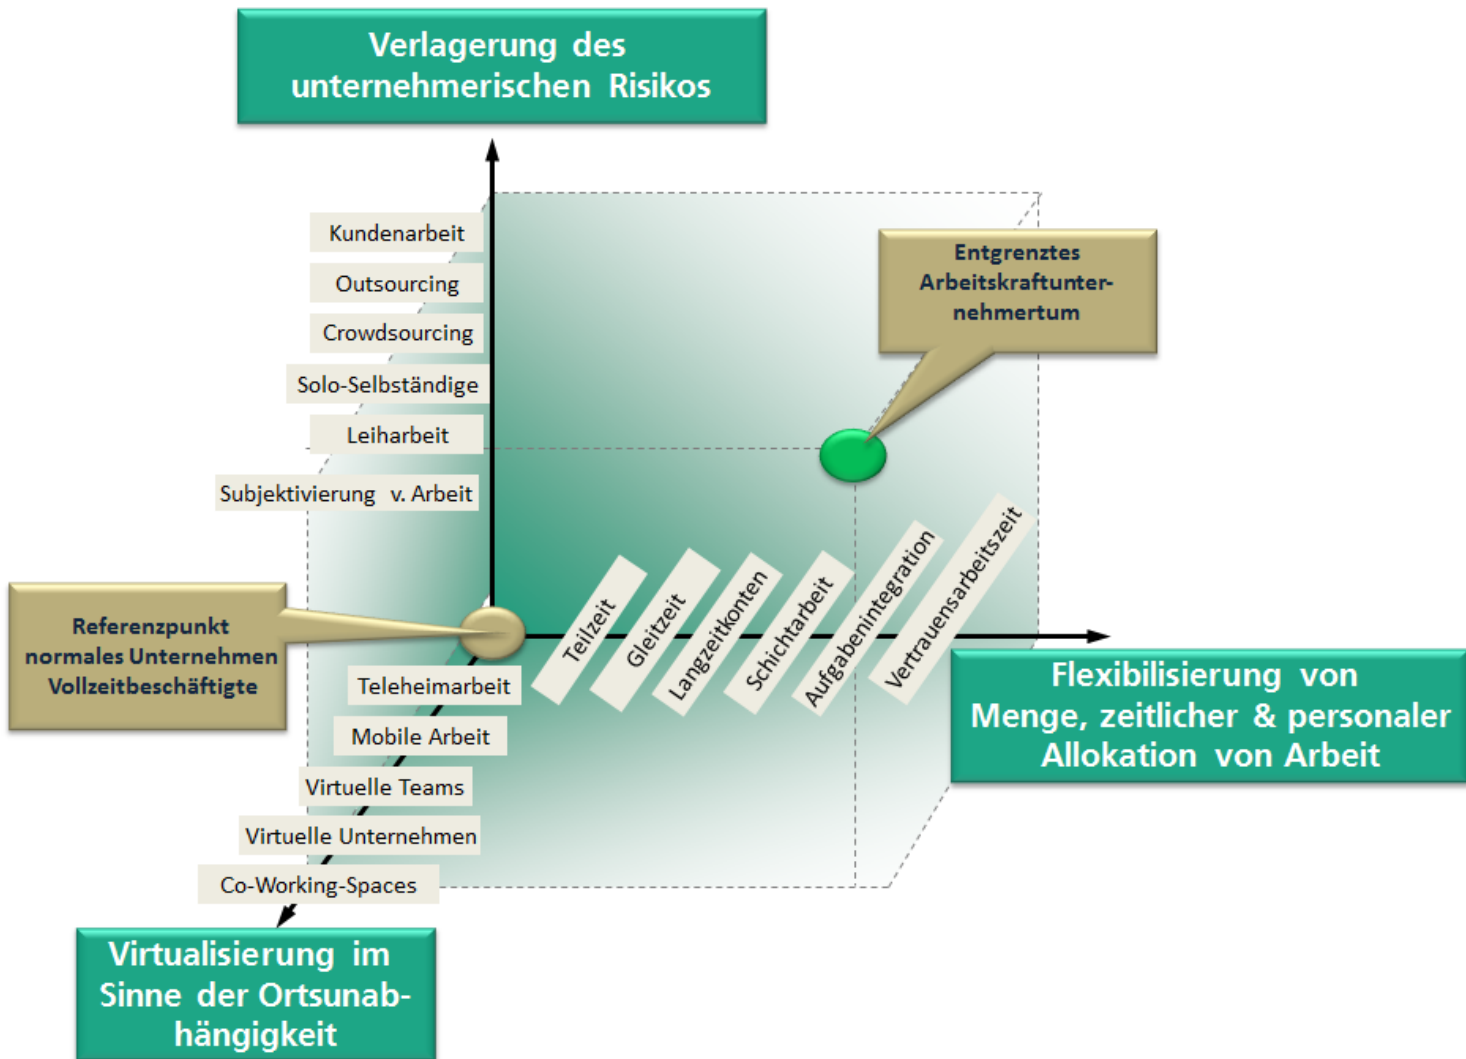 Verlagerung des
unternehmerischen Risikos
Kundenarbeit
Outsourcing
Crowdsourcing
Solo-Selbständige
Leiharbeit
Subjektivierung v. Arbeit
Entgrenztes
Arbeitskraftunter-
nehmertum
Referenzpunkt
normales Unternehmen
Vollzeitbeschäftigte
Teilzeit
Gleitzeit
Langzeitkonten
Schichtarbeit
Aufgabenintegration
Vertrauensarbeitszeit
Flexibilisierung von
Menge, zeitlicher & personaler
Allokation von Arbeit
Teleheimarbeit
Mobile Arbeit
Virtuelle Teams
Virtuelle Unternehmen
Co-Working-Spaces
Virtualisierung im
Sinne der Ortsunab-
hängigkeit